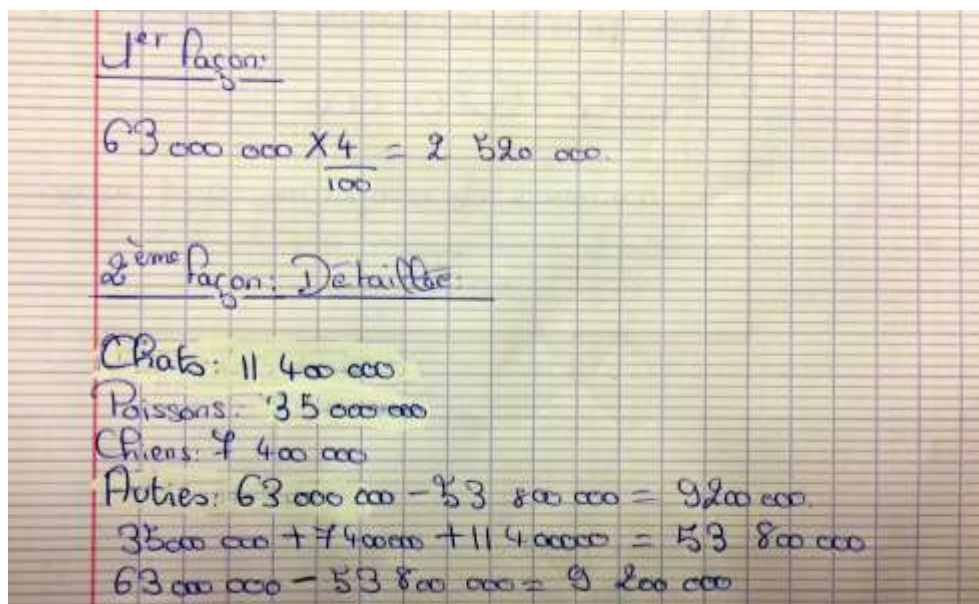 1er façon:
63 000 000 × 4/100 = 2 520 000.
2ème façon: Détaillée:
Chats: 11 400 000
Poissons: 35 000 000
Chiens: 7 400 000
Autres: 63 000 000 - 53 800 000 = 9200 000.
35000 000 + 7400000 + 11 400000 = 53 800 000
63 000 000 - 53 800 000 = 9 200 000